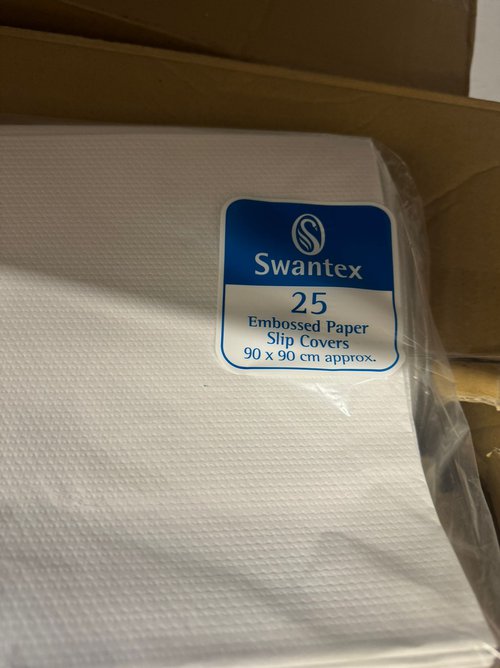 Swantex
25
Embossed Paper
Slip Covers
90 x 90 cm approx.